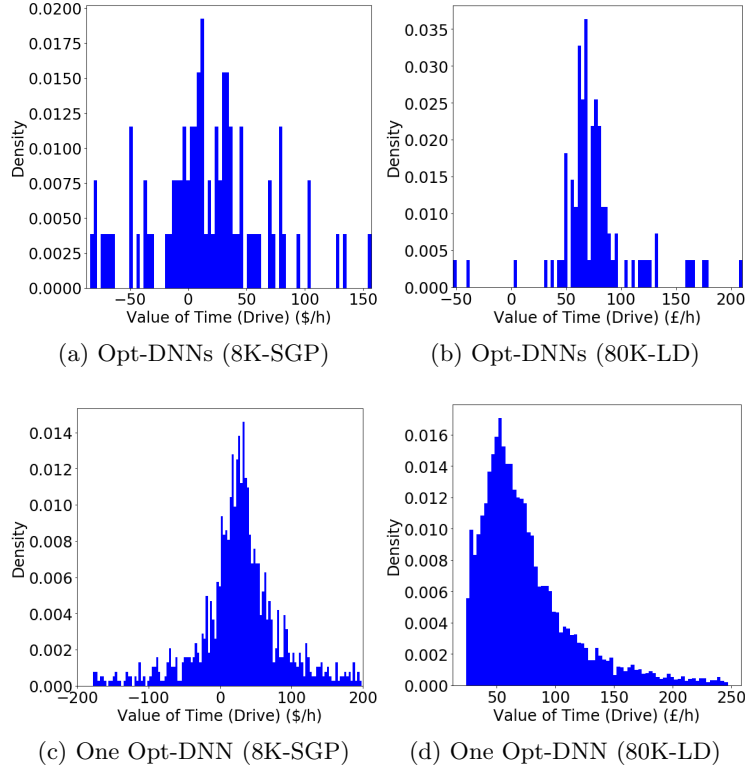 0.0200
0.0175
0.0150
0.0125
0.0100
0.0075
0.0050
0.0025
0.0000
Density
−50 0 50 100 150
Value of Time (Drive) ($/h)
(a) Opt-DNNs (8K-SGP)
0.035
0.030
0.025
0.020
0.015
0.010
0.005
0.000
Density
−50 0 50 100 150 200
Value of Time (Drive) (£/h)
(b) Opt-DNNs (80K-LD)
0.014
0.012
0.010
0.008
0.006
0.004
0.002
0.000
Density
−200 −100 0 100 200
Value of Time (Drive) ($/h)
(c) One Opt-DNN (8K-SGP)
0.016
0.014
0.012
0.010
0.008
0.006
0.004
0.002
0.000
Density
50 100 150 200 250
Value of Time (Drive) (£/h)
(d) One Opt-DNN (80K-LD)